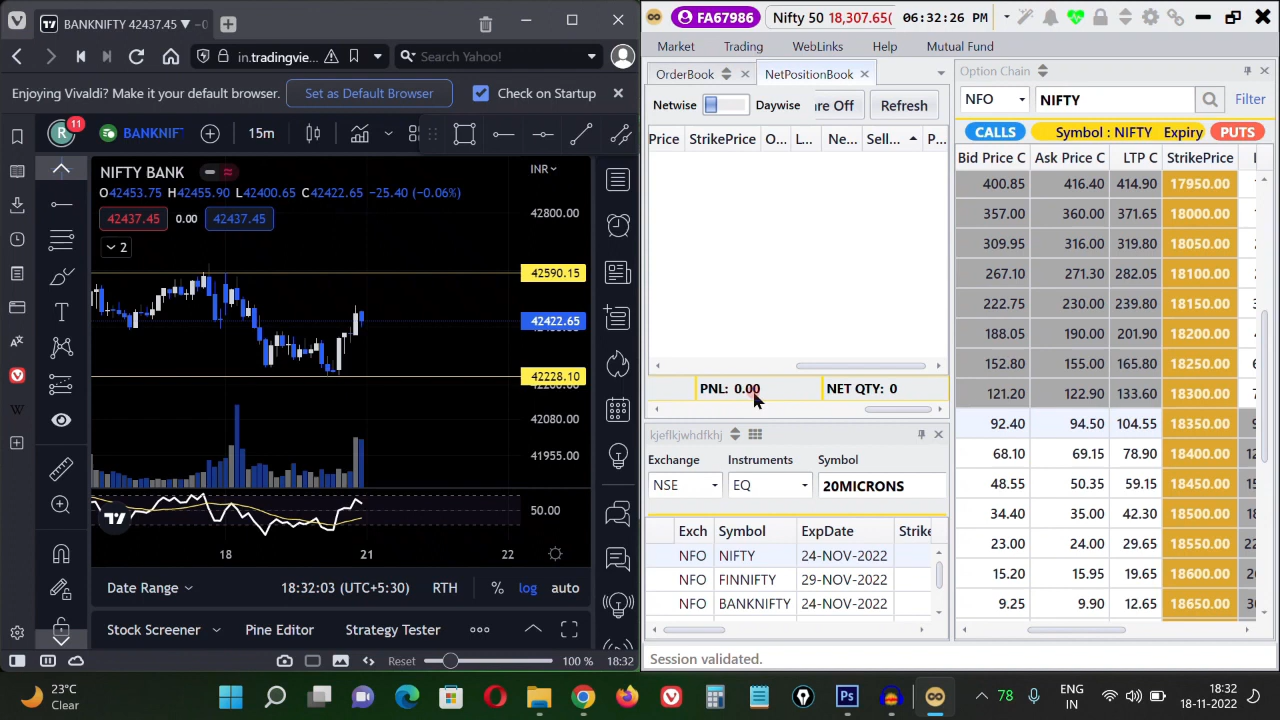 BANKNIFTY 42437.45 ▼ −0
in.tradingvie
Search Yahoo!
Enjoying Vivaldi? Make it your default browser.
Set as Default Browser
Check on Startup
R
11
BANKNIF
15m
NIFTY BANK
O42453.75 H42455.90 L42400.65 C42422.65 −25.40 (−0.06%)
42437.45 0.00 42437.45
2
INR
42800.00
42590.15
42422.65
42228.10
42080.00
41955.00
50.00
18 21 22
Date Range
18:32:03 (UTC+5:30)
RTH
%
log
auto
Stock Screener
Pine Editor
Strategy Tester
Reset
100 %
18:32
FA67986
Nifty 50 18,307.65(
06:32:26 PM
Market Trading WebLinks Help Mutual Fund
OrderBook
NetPositionBook
Netwise
Daywise
re Off
Refresh
Price StrikePrice O... L... Ne... Sell... P...
PNL: 0.00
NET QTY: 0
kjeflkjwhdfkhj
Exchange Instruments Symbol
NSE EQ 20MICRONS
Exch Symbol ExpDate Strike
NFO NIFTY 24-NOV-2022
NFO FINNIFTY 29-NOV-2022
NFO BANKNIFTY 24-NOV-2022
Option Chain
NFO NIFTY Filter
CALLS Symbol : NIFTY Expiry PUTS
Bid Price C Ask Price C LTP C StrikePrice
400.85 416.40 414.90 17950.00
357.00 360.00 371.65 18000.00
309.95 316.00 319.80 18050.00
267.10 271.30 282.05 18100.00
222.75 230.00 239.80 18150.00
188.05 190.00 201.90 18200.00
152.80 155.00 165.80 18250.00
121.20 122.90 133.60 18300.00
92.40 94.50 104.55 18350.00
68.10 69.15 78.90 18400.00
48.55 50.35 59.15 18450.00
34.40 35.00 42.30 18500.00
23.00 24.00 29.65 18550.00
15.20 15.95 19.65 18600.00
9.25 9.90 12.65 18650.00
Session validated.
23°C
Clear
78
ENG
IN
18:32
18-11-2022